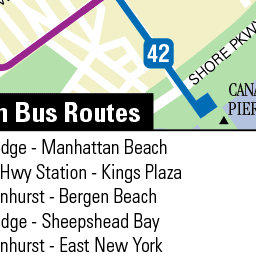 42
SHORE PKWY
CANA
PIER
n Bus Routes
dge - Manhattan Beach
Hwy Station - Kings Plaza
nhurst - Bergen Beach
dge - Sheepshead Bay
nhurst - East New York